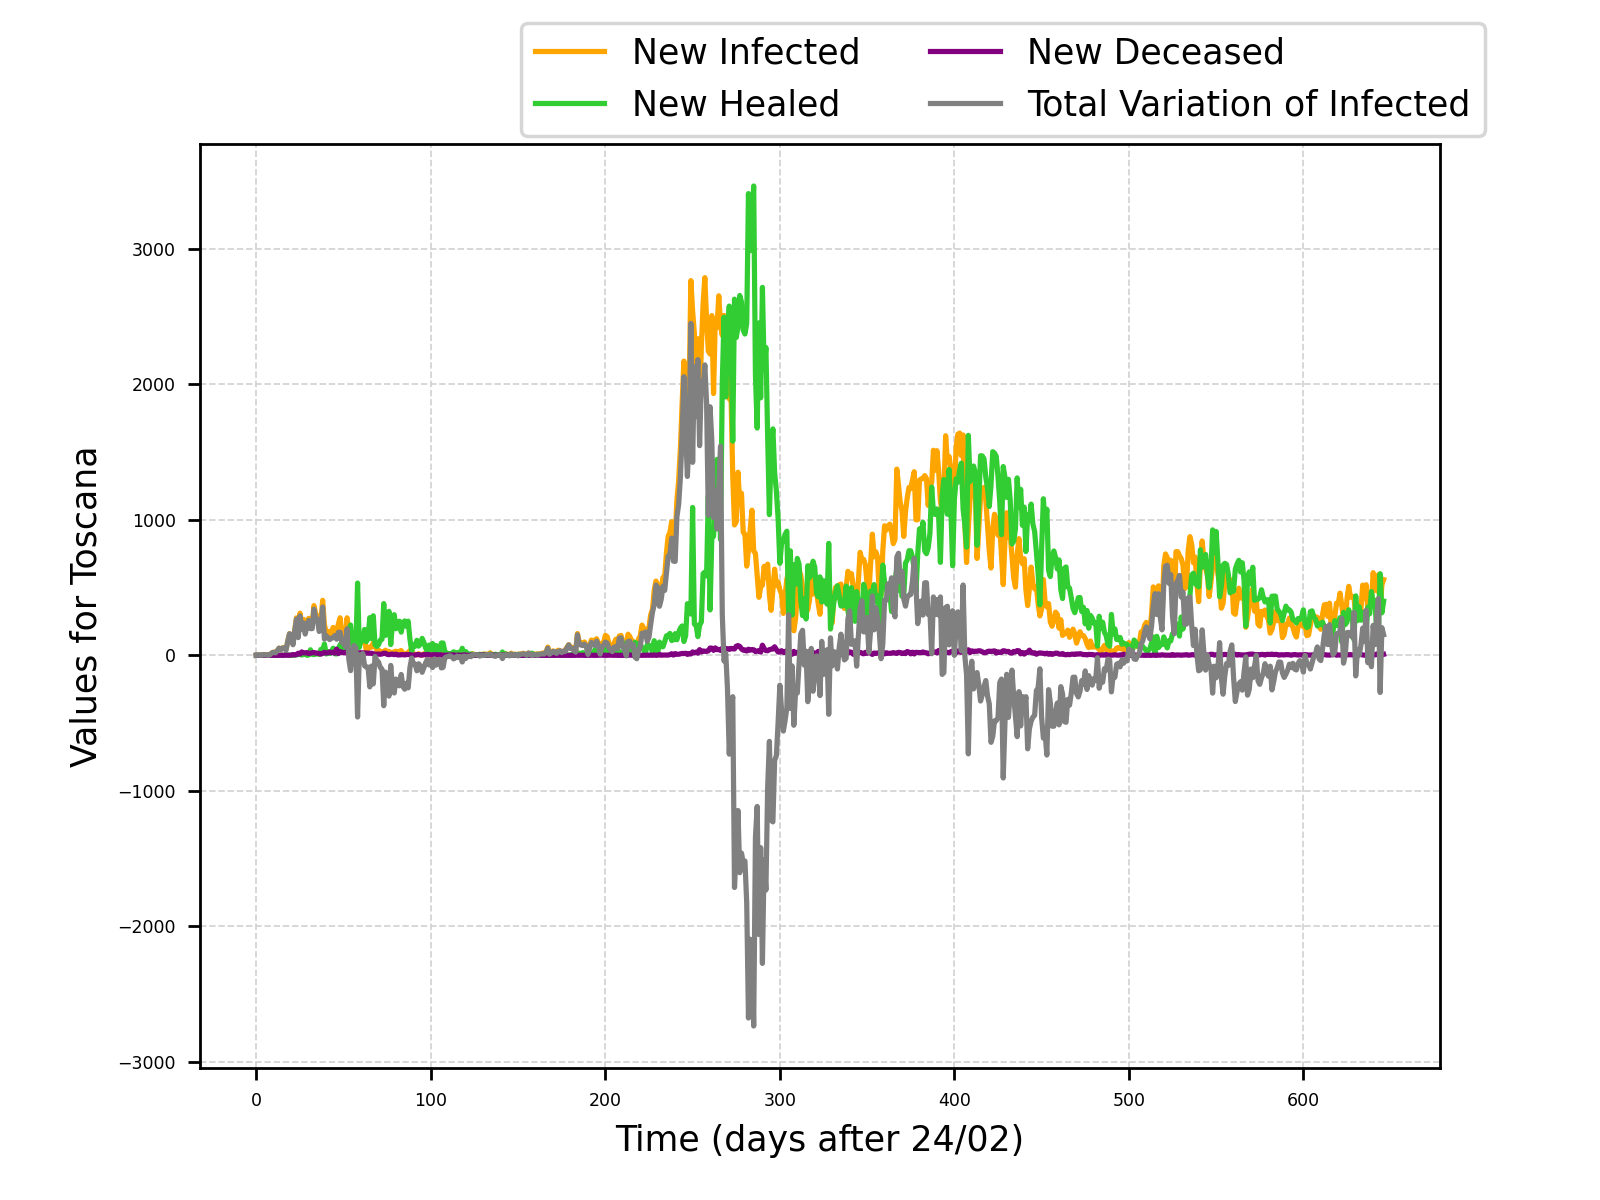 New Infected
New Healed
New Deceased
Total Variation of Infected
3000
2000
1000
0
−1000
−2000
−3000
Values for Toscana
0 100 200 300 400 500 600
Time (days after 24/02)